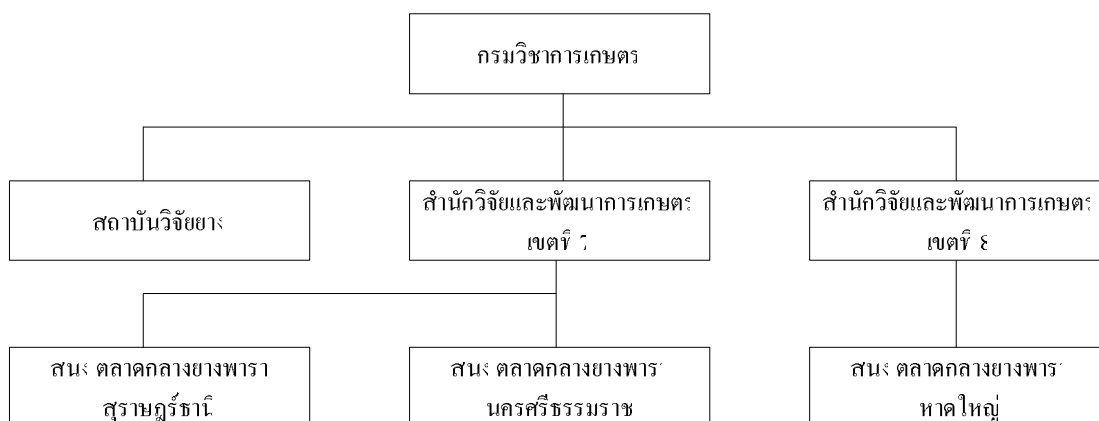 กรมวิชาการเกษตร
สถาบันวิจัยยาง
สำนักวิจัยและพัฒนาการเกษตร
เขตที่ 7
สำนักวิจัยและพัฒนาการเกษตร
เขตที่ 8
สนง ตลาดกลางยางพารา
สุราษฎร์ธานี
สนง ตลาดกลางยางพารา
นครศรีธรรมราช
สนง ตลาดกลางยางพารา
หาดใหญ่